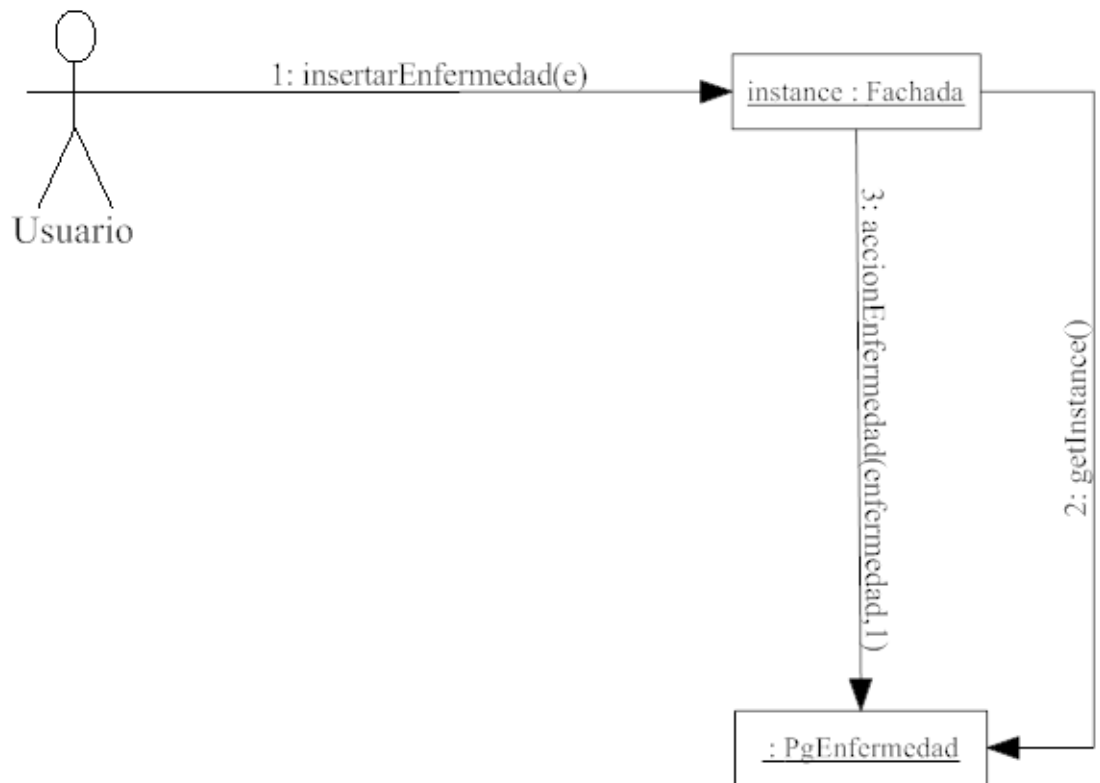 1: insertarEnfermedad(e)
instance : Fachada
Usuario
3: accionEnfermedad(enfermedad,1)
2: getInstance()
: PgEnfermedad